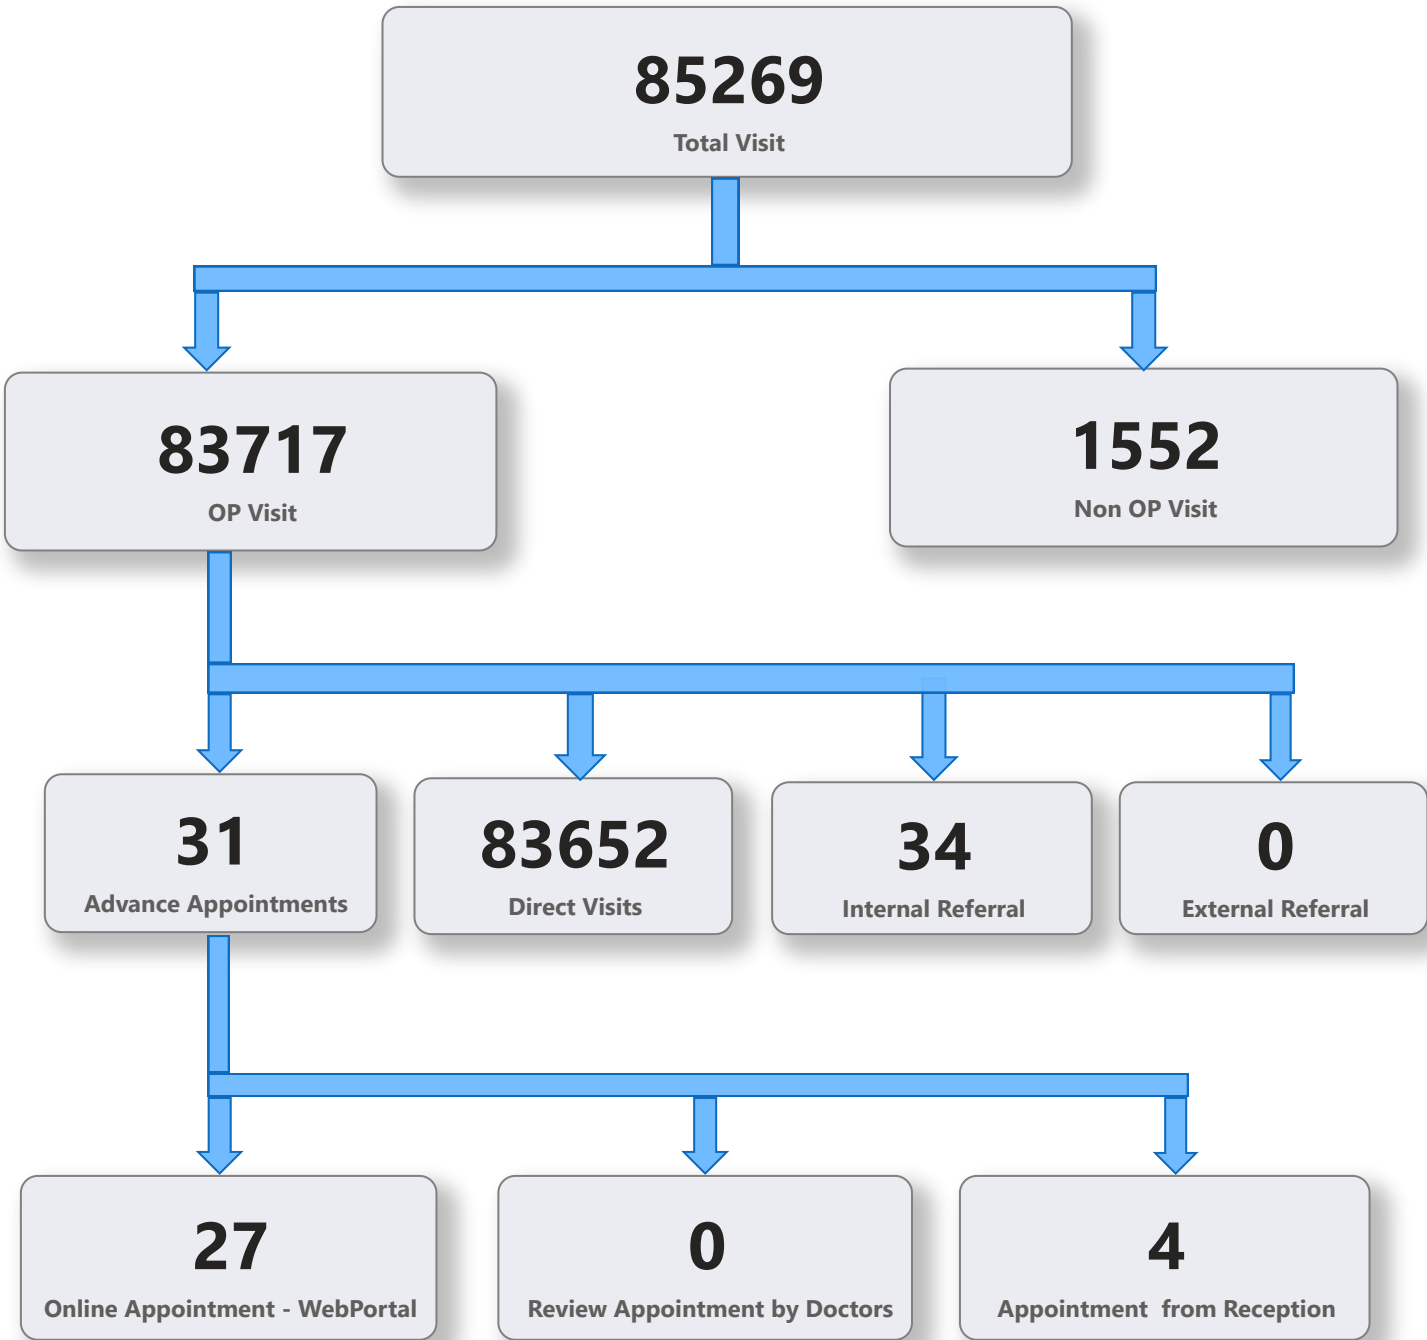 85269
Total Visit
83717
OP Visit
1552
Non OP Visit
31
Advance Appointments
83652
Direct Visits
34
Internal Referral
0
External Referral
27
Online Appointment - WebPortal
0
Review Appointment by Doctors
4
Appointment  from Reception